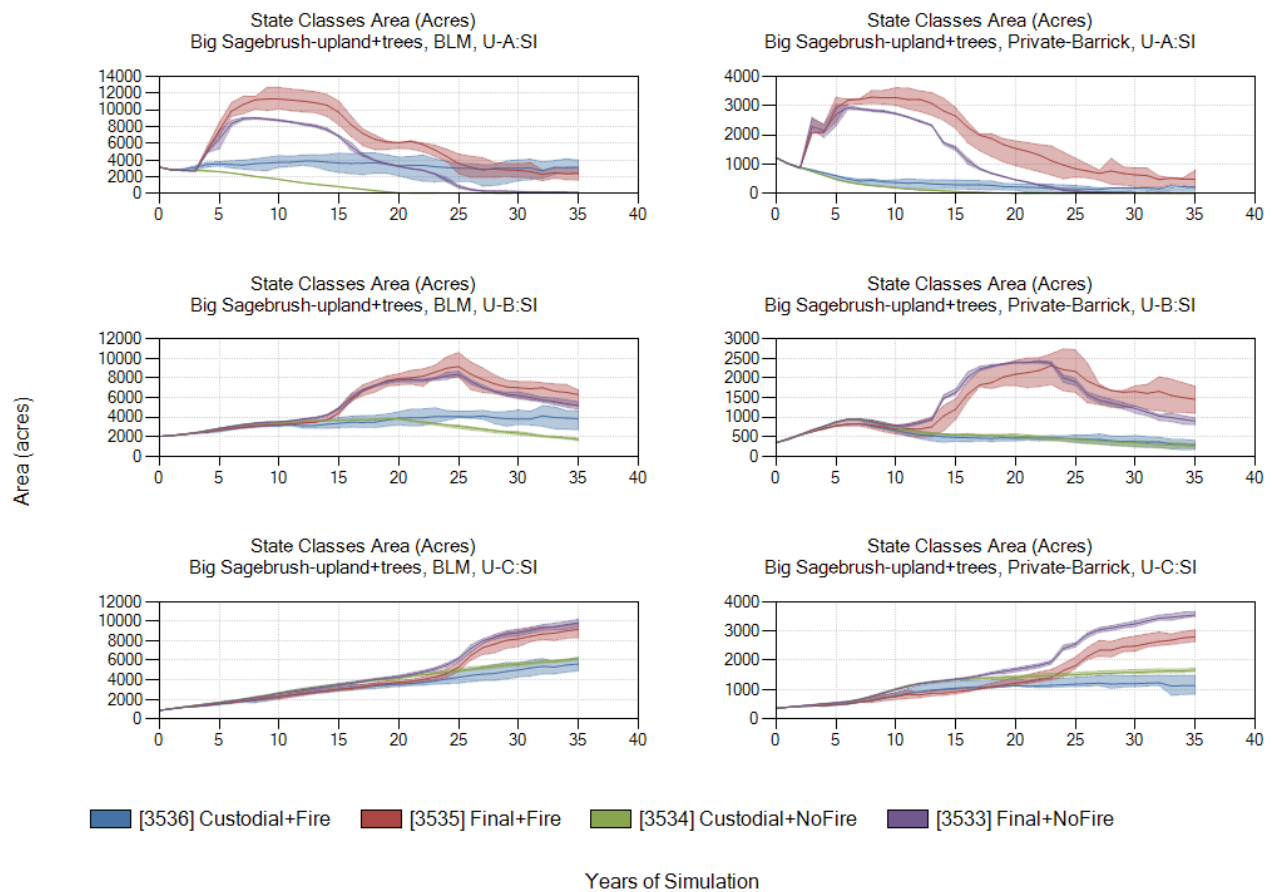 State Classes Area (Acres)
Big Sagebrush-upland+trees, BLM, U-A:SI
14000
12000
10000
8000
6000
4000
2000
0
0 5 10 15 20 25 30 35 40
State Classes Area (Acres)
Big Sagebrush-upland+trees, Private-Barrick, U-A:SI
4000
3000
2000
1000
0
0 5 10 15 20 25 30 35 40
State Classes Area (Acres)
Big Sagebrush-upland+trees, BLM, U-B:SI
12000
10000
8000
6000
4000
2000
0
0 5 10 15 20 25 30 35 40
State Classes Area (Acres)
Big Sagebrush-upland+trees, Private-Barrick, U-B:SI
3000
2500
2000
1500
1000
500
0
0 5 10 15 20 25 30 35 40
State Classes Area (Acres)
Big Sagebrush-upland+trees, BLM, U-C:SI
12000
10000
8000
6000
4000
2000
0
0 5 10 15 20 25 30 35 40
State Classes Area (Acres)
Big Sagebrush-upland+trees, Private-Barrick, U-C:SI
4000
3000
2000
1000
0
0 5 10 15 20 25 30 35 40
Area (acres)
[3536] Custodial+Fire [3535] Final+Fire [3534] Custodial+NoFire [3533] Final+NoFire
Years of Simulation